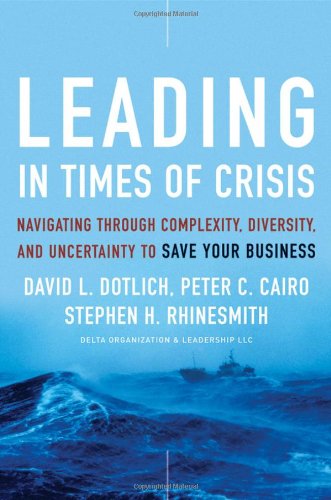 LEADING
IN TIMES OF CRISIS
NAVIGATING THROUGH COMPLEXITY, DIVERSITY,
AND UNCERTAINTY TO SAVE YOUR BUSINESS
DAVID L. DOTLICH, PETER C. CAIRO
STEPHEN H. RHINESMITH
DELTA ORGANIZATION & LEADERSHIP LLC